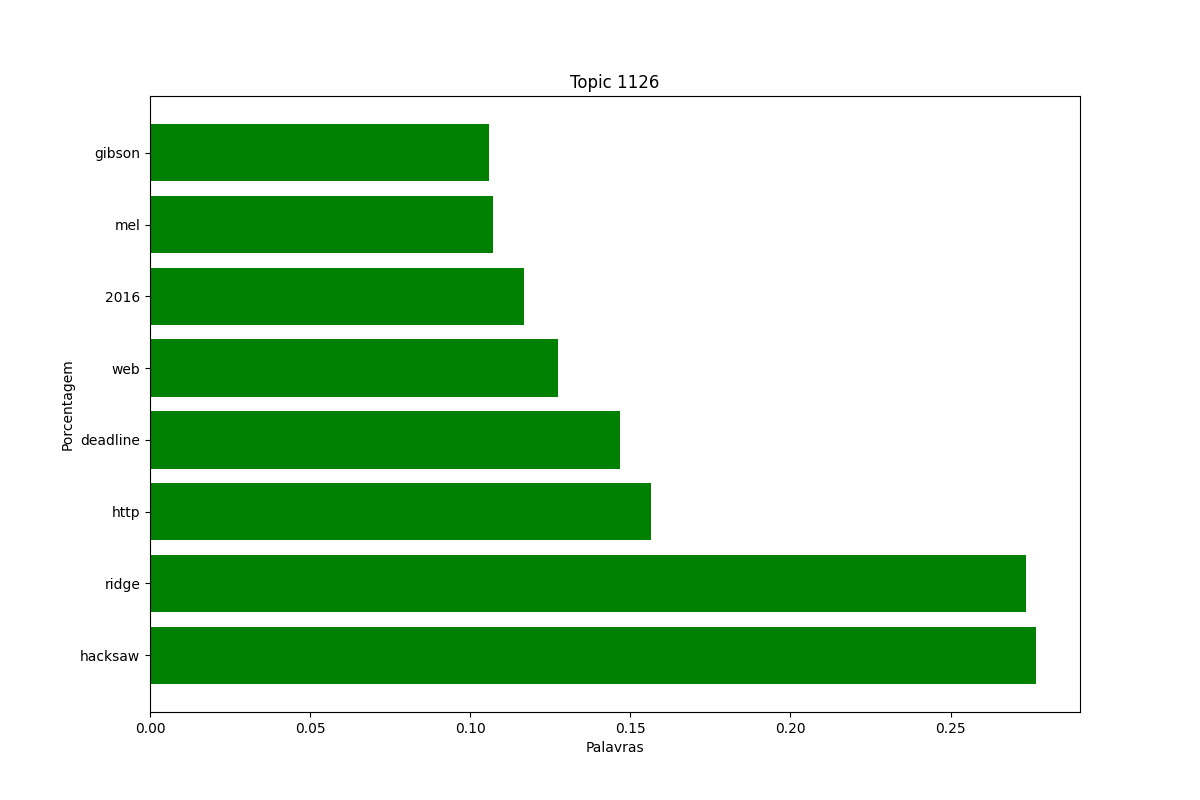 Topic 1126
gibson
mel
2016
web
deadline
http
ridge
hacksaw
Porcentagem
0.00 0.05 0.10 0.15 0.20 0.25
Palavras